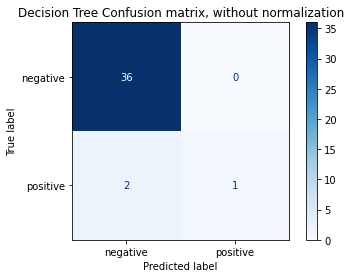 Decision Tree Confusion matrix, without normalization
negative
positive
True label
36
0
2
1
negative
positive
Predicted label
35
30
25
20
15
10
5
0